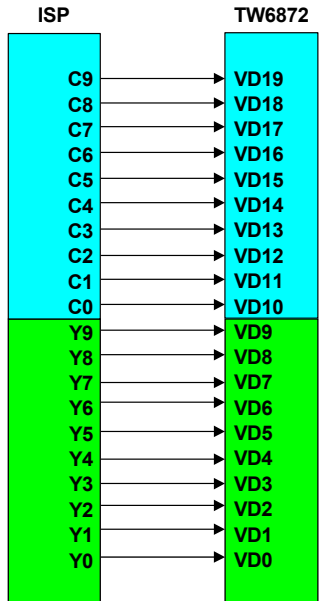 ISP TW6872
C9 VD19
C8 VD18
C7 VD17
C6 VD16
C5 VD15
C4 VD14
C3 VD13
C2 VD12
C1 VD11
C0 VD10
Y9 VD9
Y8 VD8
Y7 VD7
Y6 VD6
Y5 VD5
Y4 VD4
Y3 VD3
Y2 VD2
Y1 VD1
Y0 VD0